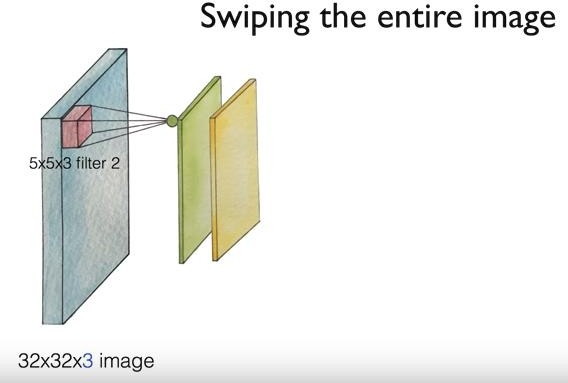 Swiping the entire image
5x5x3 filter 2
32x32x3 image